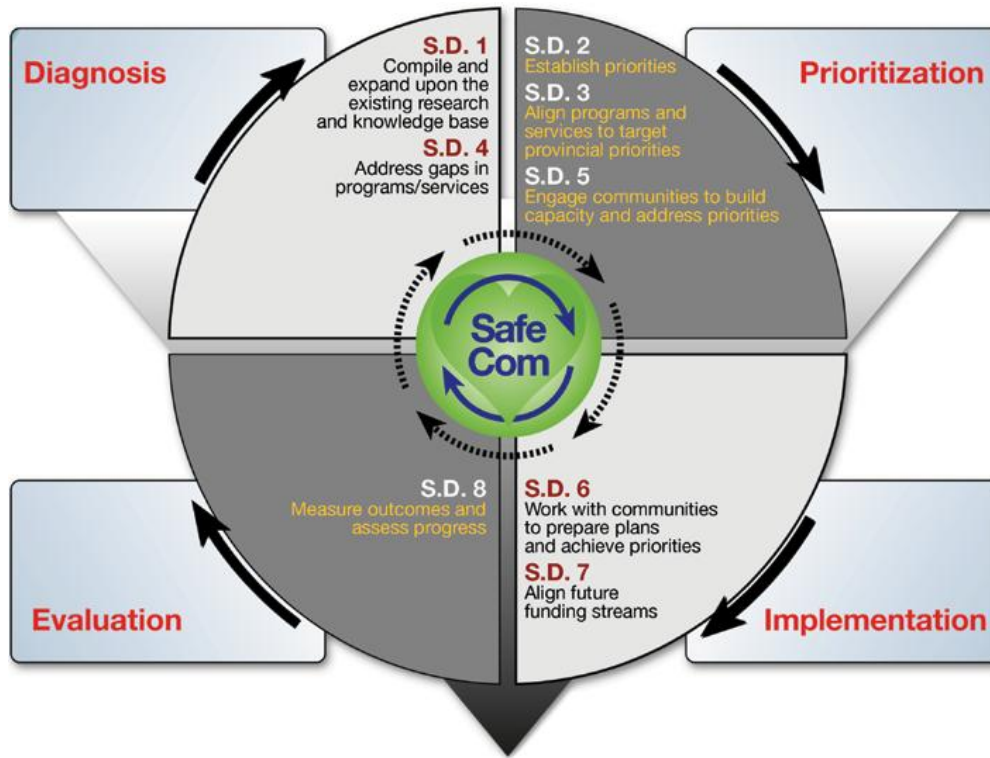 Diagnosis
S.D. 1
Compile and
expand upon the
existing research
and knowledge base
S.D. 4
Address gaps in
programs/services
S.D. 2
Establish priorities
S.D. 3
Align programs and
services to target
provincial priorities
S.D. 5
Engage communities to build
capacity and address priorities
Prioritization
Safe
Com
Evaluation
S.D. 8
Measure outcomes and
assess progress
S.D. 6
Work with communities
to prepare plans
and achieve priorities
S.D. 7
Align future
funding streams
Implementation